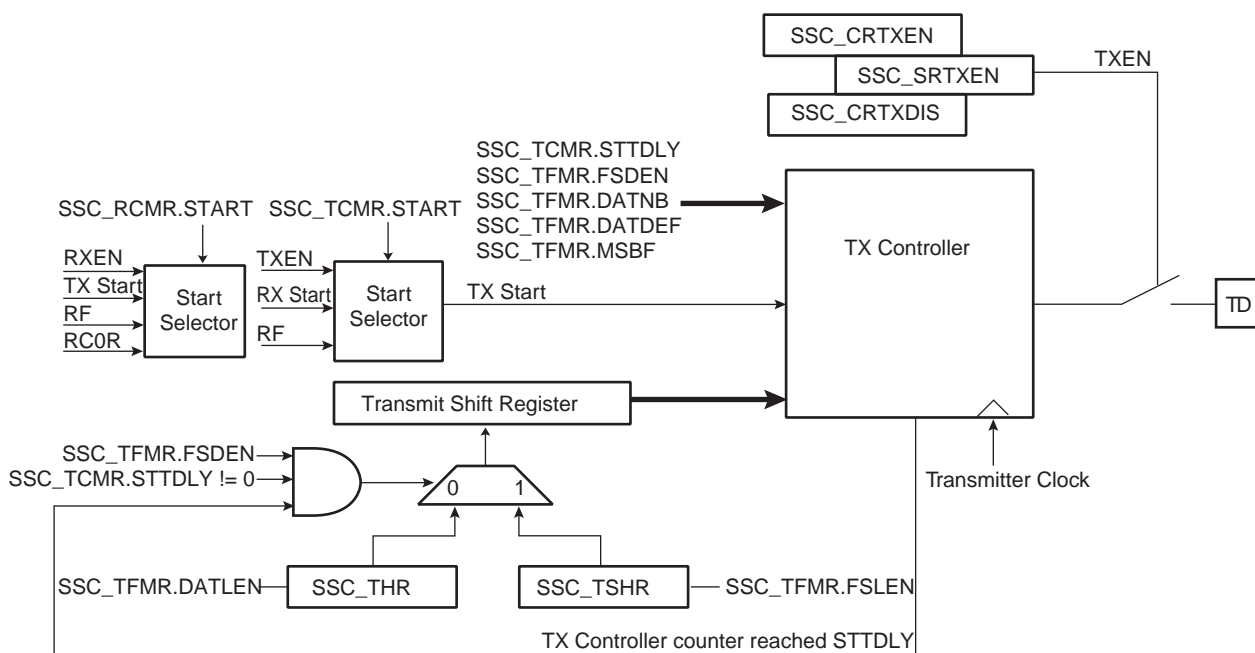 SSC_CRTXEN
SSC_SRTXEN
TXEN
SSC_CRTXDIS
SSC_TCMR.STTDLY
SSC_TFMR.FSDEN
SSC_TFMR.DATNB
SSC_TFMR.DATDEF
SSC_TFMR.MSBF
SSC_RCMR.START
SSC_TCMR.START
RXEN
TX Start
RF
RC0R
Start
Selector
TXEN
RX Start
RF
Start
Selector
TX Start
TX Controller
TD
Transmit Shift Register
SSC_TFMR.FSDEN
SSC_TCMR.STTDLY != 0
0
1
Transmitter Clock
SSC_TFMR.DATLEN
SSC_THR
SSC_TSHR
SSC_TFMR.FSLEN
TX Controller counter reached STTDLY